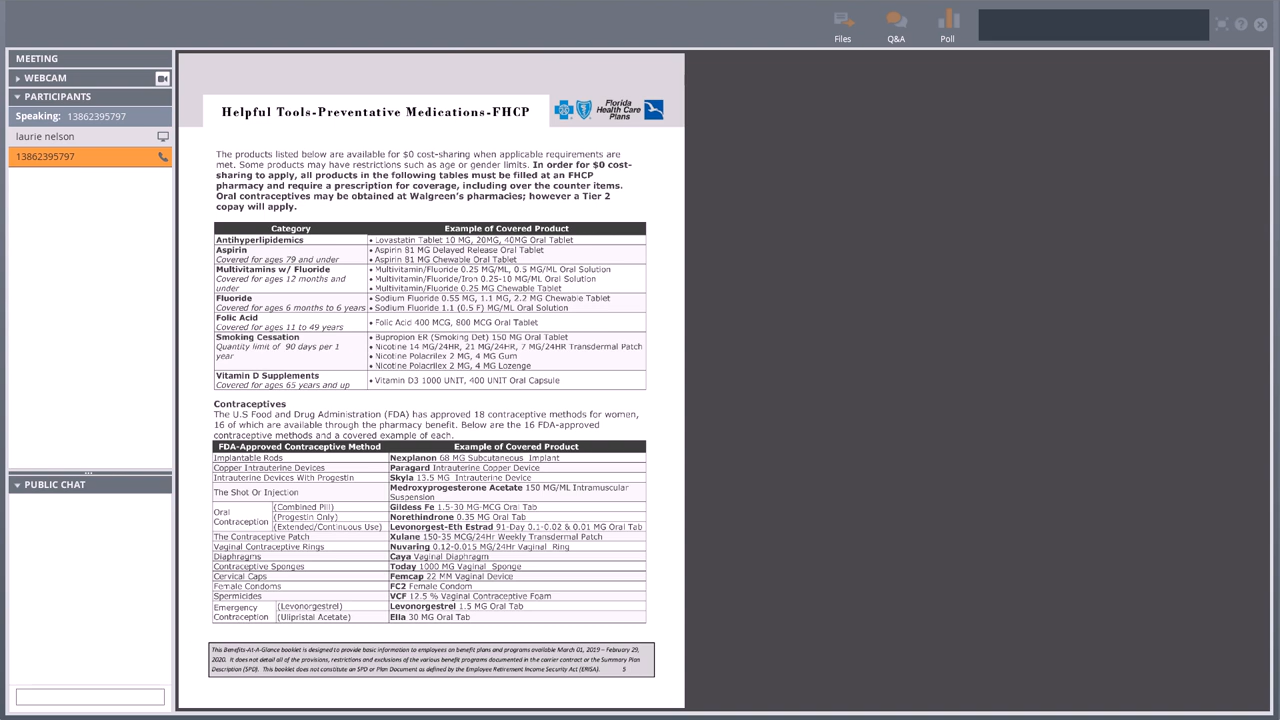 Files
Q&A
Poll
MEETING
WEBCAM
PARTICIPANTS
Speaking: 13862395797
laurie nelson
13862395797
PUBLIC CHAT
Helpful Tools-Preventative Medications-FHCP
Florida
Health Care
Plans
The products listed below are available for $0 cost-sharing when applicable requirements are
met. Some products may have restrictions such as age or gender limits. In order for $0 cost-
sharing to apply, all products in the following tables must be filled at an FHCP
pharmacy and require a prescription for coverage, including over the counter items.
Oral contraceptives may be obtained at Walgreen's pharmacies; however a Tier 2
copay will apply.
Category Example of Covered Product
Antihyperlipidemics • Lovastatin Tablet 10 MG, 20MG, 40MG Oral Tablet
Aspirin • Aspirin 81 MG Delayed Release Oral Tablet
Covered for ages 79 and under • Aspirin 81 MG Chewable Oral Tablet
Multivitamins w/ Fluoride • Multivitamin/Fluoride 0.25 MG/ML, 0.5 MG/ML Oral Solution
Covered for ages 12 months and • Multivitamin/Fluoride/Iron 0.25-10 MG/ML Oral Solution
under • Multivitamin/Fluoride 0.25 MG Chewable Tablet
Fluoride • Sodium Fluoride 0.55 MG, 1.1 MG, 2.2 MG Chewable Tablet
Covered for ages 6 months to 6 years • Sodium Fluoride 1.1 (0.5 F) MG/ML Oral Solution
Folic Acid
Covered for ages 11 to 49 years • Folic Acid 400 MCG, 800 MCG Oral Tablet
Smoking Cessation • Bupropion ER (Smoking Det) 150 MG Oral Tablet
Quantity limit of 90 days per 1 • Nicotine 14 MG/24HR, 21 MG/24HR, 7 MG/24HR Transdermal Patch
year • Nicotine Polacrilex 2 MG, 4 MG Gum
• Nicotine Polacrilex 2 MG, 4 MG Lozenge
Vitamin D Supplements
Covered for ages 65 years and up • Vitamin D3 1000 UNIT, 400 UNIT Oral Capsule
Contraceptives
The U.S Food and Drug Administration (FDA) has approved 18 contraceptive methods for women,
16 of which are available through the pharmacy benefit. Below are the 16 FDA-approved
contraceptive methods and a covered example of each.
FDA-Approved Contraceptive Method Example of Covered Product
Implantable Rods Nexplanon 68 MG Subcutaneous Implant
Copper Intrauterine Devices Paragard Intrauterine Copper Device
Intrauterine Devices With Progestin Skyla 13.5 MG Intrauterine Device
The Shot Or Injection Medroxyprogesterone Acetate 150 MG/ML Intramuscular
Suspension
Oral Contraception (Combined Pill) Gildess Fe 1.5-30 MG-MCG Oral Tab
(Progestin Only) Norethindrone 0.35 MG Oral Tab
(Extended/Continuous Use) Levonorgest-Eth Estrad 91-Day 0.1-0.02 & 0.01 MG Oral Tab
The Contraceptive Patch Xulane 150-35 MCG/24Hr Weekly Transdermal Patch
Vaginal Contraceptive Rings Nuvaring 0.12-0.015 MG/24Hr Vaginal Ring
Diaphragms Caya Vaginal Diaphragm
Contraceptive Sponges Today 1000 MG Vaginal Sponge
Cervical Caps Femcap 22 MM Vaginal Device
Female Condoms FC2 Female Condom
Spermicides VCF 12.5 % Vaginal Contraceptive Foam
Emergency Contraception (Levonorgestrel) Levonorgestrel 1.5 MG Oral Tab
(Ulipristal Acetate) Ella 30 MG Oral Tab
This Benefits-At-A-Glance booklet is designed to provide basic information to employees on benefit plans and programs available March 01, 2019 – February 29,
2020. It does not detail all of the provisions, restrictions and exclusions of the various benefit programs documented in the carrier contract or the Summary Plan
Description (SPD). This booklet does not constitute an SPD or Plan Document as defined by the Employee Retirement Income Security Act (ERISA). 5